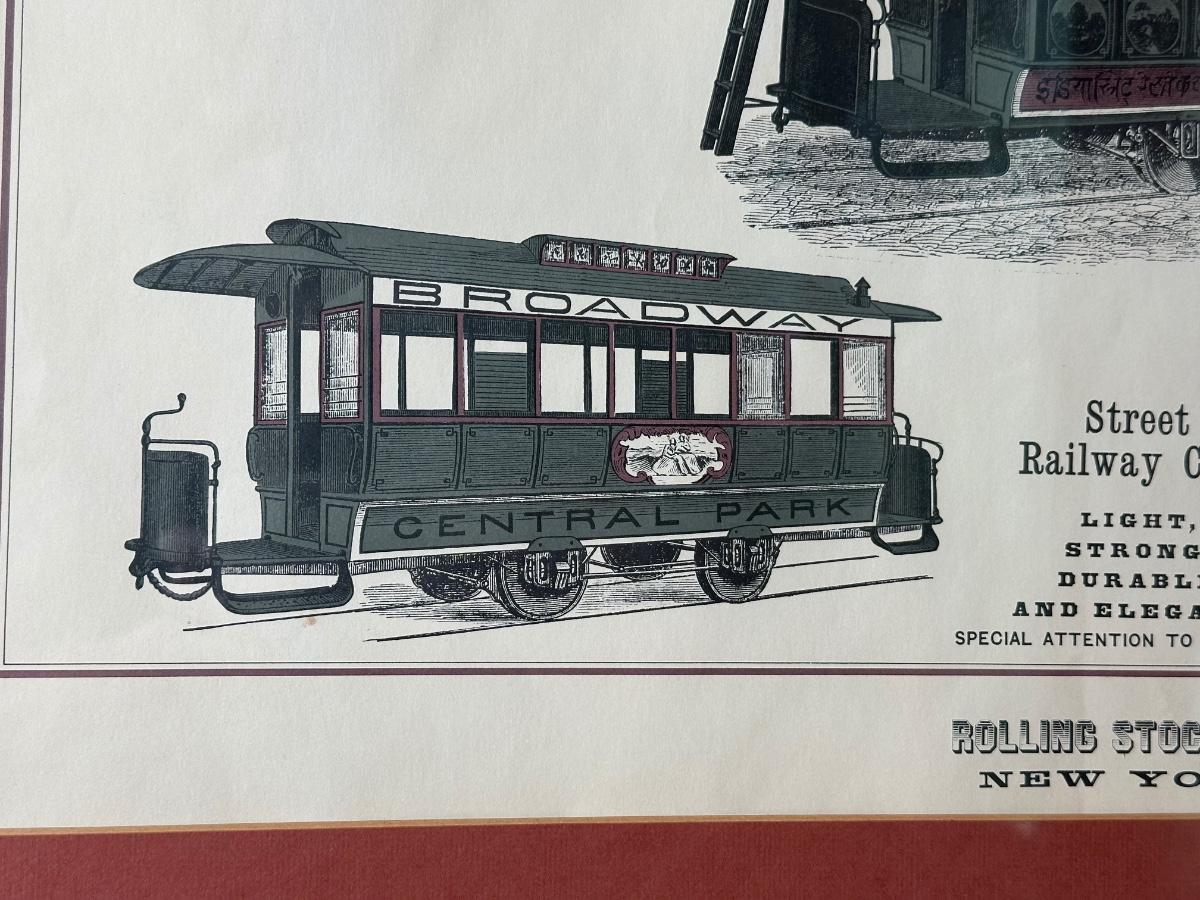 BROADWAY
CENTRAL PARK
Street
Railway C
LIGHT,
STRONG
DURABL
AND ELEGA
SPECIAL ATTENTION TO
ROLLING STOC
NEW YO